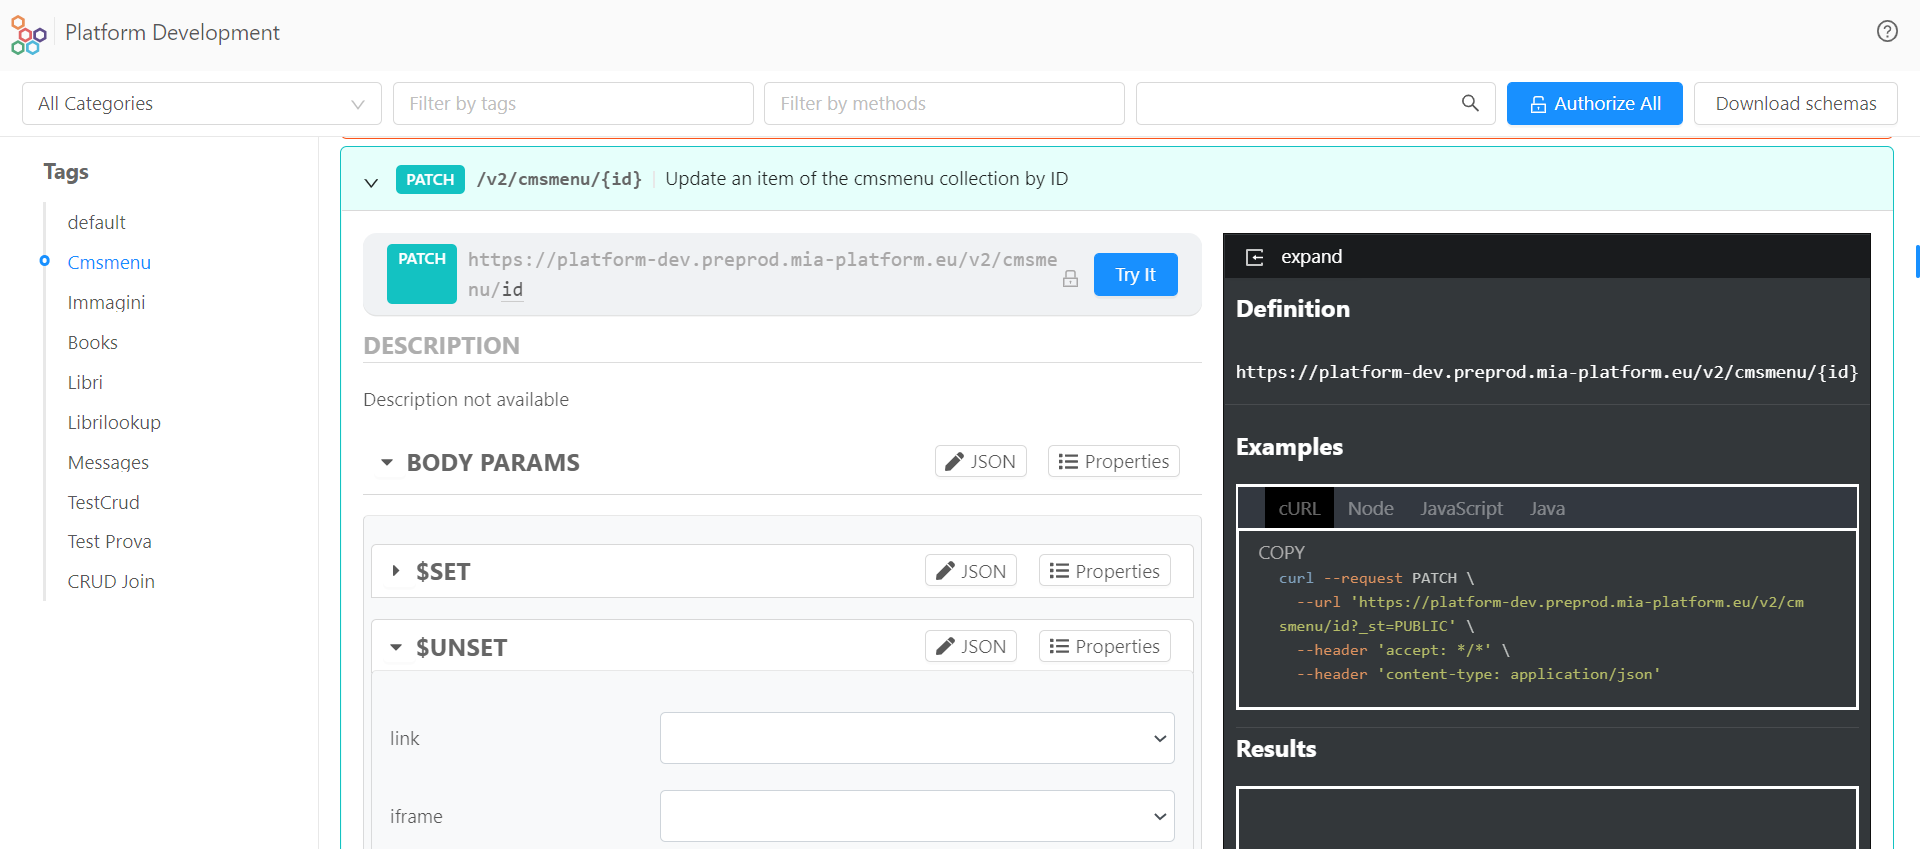 Platform Development
All Categories
Filter by tags
Filter by methods
Authorize All
Download schemas
Tags
default
Cmsmenu
Immagini
Books
Libri
Librilookup
Messages
TestCrud
Test Prova
CRUD Join
PATCH /v2/cmsmenu/{id} Update an item of the cmsmenu collection by ID
PATCH https://platform-dev.preprod.mia-platform.eu/v2/cmsme
nu/id
Try It
DESCRIPTION
Description not available
BODY PARAMS JSON Properties
$SET JSON Properties
$UNSET JSON Properties
link
iframe
expand
Definition
https://platform-dev.preprod.mia-platform.eu/v2/cmsmenu/{id}
Examples
cURL Node JavaScript Java
COPY
curl --request PATCH \
--url 'https://platform-dev.preprod.mia-platform.eu/v2/cm
smenu/id?_st=PUBLIC' \
--header 'accept: */*' \
--header 'content-type: application/json'
Results